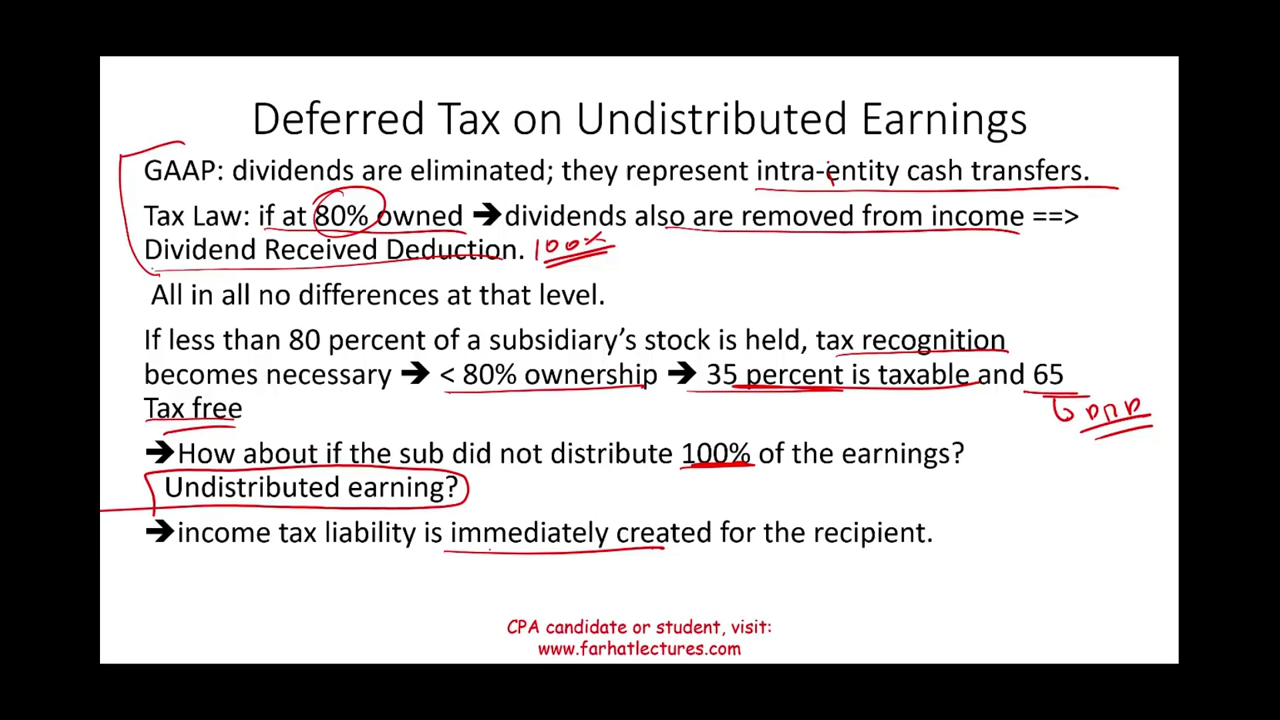 Deferred Tax on Undistributed Earnings
GAAP: dividends are eliminated; they represent intra-entity cash transfers.
Tax Law: if at 80% owned 🡪dividends also are removed from income ==>
Dividend Received Deduction. 100%
All in all no differences at that level.
If less than 80 percent of a subsidiary’s stock is held, tax recognition
becomes necessary 🡪 < 80% ownership 🡪 35 percent is taxable and 65
Tax free
DRD
🡪How about if the sub did not distribute 100% of the earnings?
Undistributed earning?
🡪income tax liability is immediately created for the recipient.
CPA candidate or student, visit:
www.farhatlectures.com